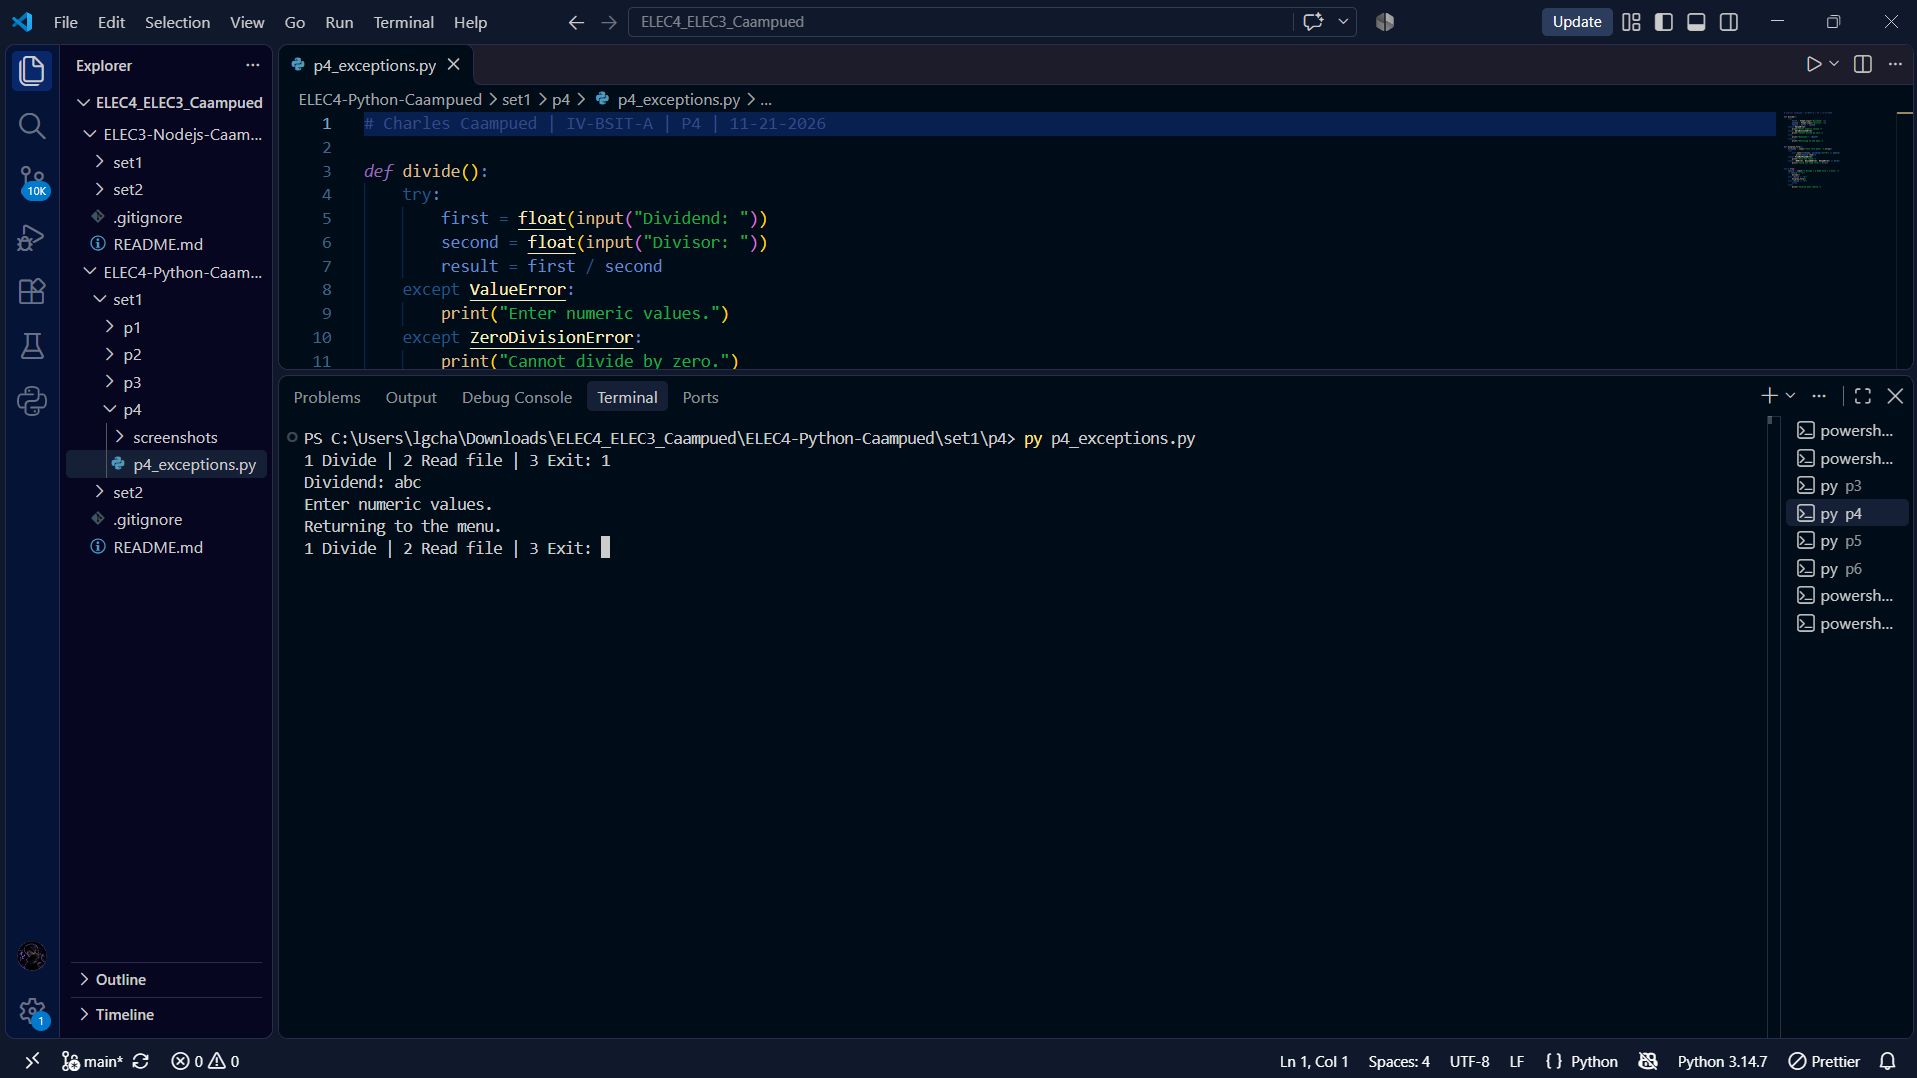 File Edit Selection View Go Run Terminal Help
ELEC4_ELEC3_Caampued
Update
Explorer
ELEC4_ELEC3_Caampued
ELEC3-Nodejs-Caam...
set1
set2
.gitignore
README.md
ELEC4-Python-Caam...
set1
p1
p2
p3
p4
screenshots
p4_exceptions.py
set2
.gitignore
README.md
Outline
Timeline
10K
1
p4_exceptions.py
ELEC4-Python-Caampued > set1 > p4 > p4_exceptions.py > ...
1 # Charles Caampued | IV-BSIT-A | P4 | 11-21-2026
2
3 def divide():
4 try:
5 first = float(input("Dividend: "))
6 second = float(input("Divisor: "))
7 result = first / second
8 except ValueError:
9 print("Enter numeric values.")
10 except ZeroDivisionError:
11 print("Cannot divide by zero.")
Problems Output Debug Console Terminal Ports
PS C:\Users\lgcha\Downloads\ELEC4_ELEC3_Caampued\ELEC4-Python-Caampued\set1\p4> py p4_exceptions.py
1 Divide | 2 Read file | 3 Exit: 1
Dividend: abc
Enter numeric values.
Returning to the menu.
1 Divide | 2 Read file | 3 Exit:
powersh...
powersh...
py p3
py p4
py p5
py p6
powersh...
powersh...
main* 0 0
Ln 1, Col 1 Spaces: 4 UTF-8 LF { } Python Python 3.14.7 Prettier